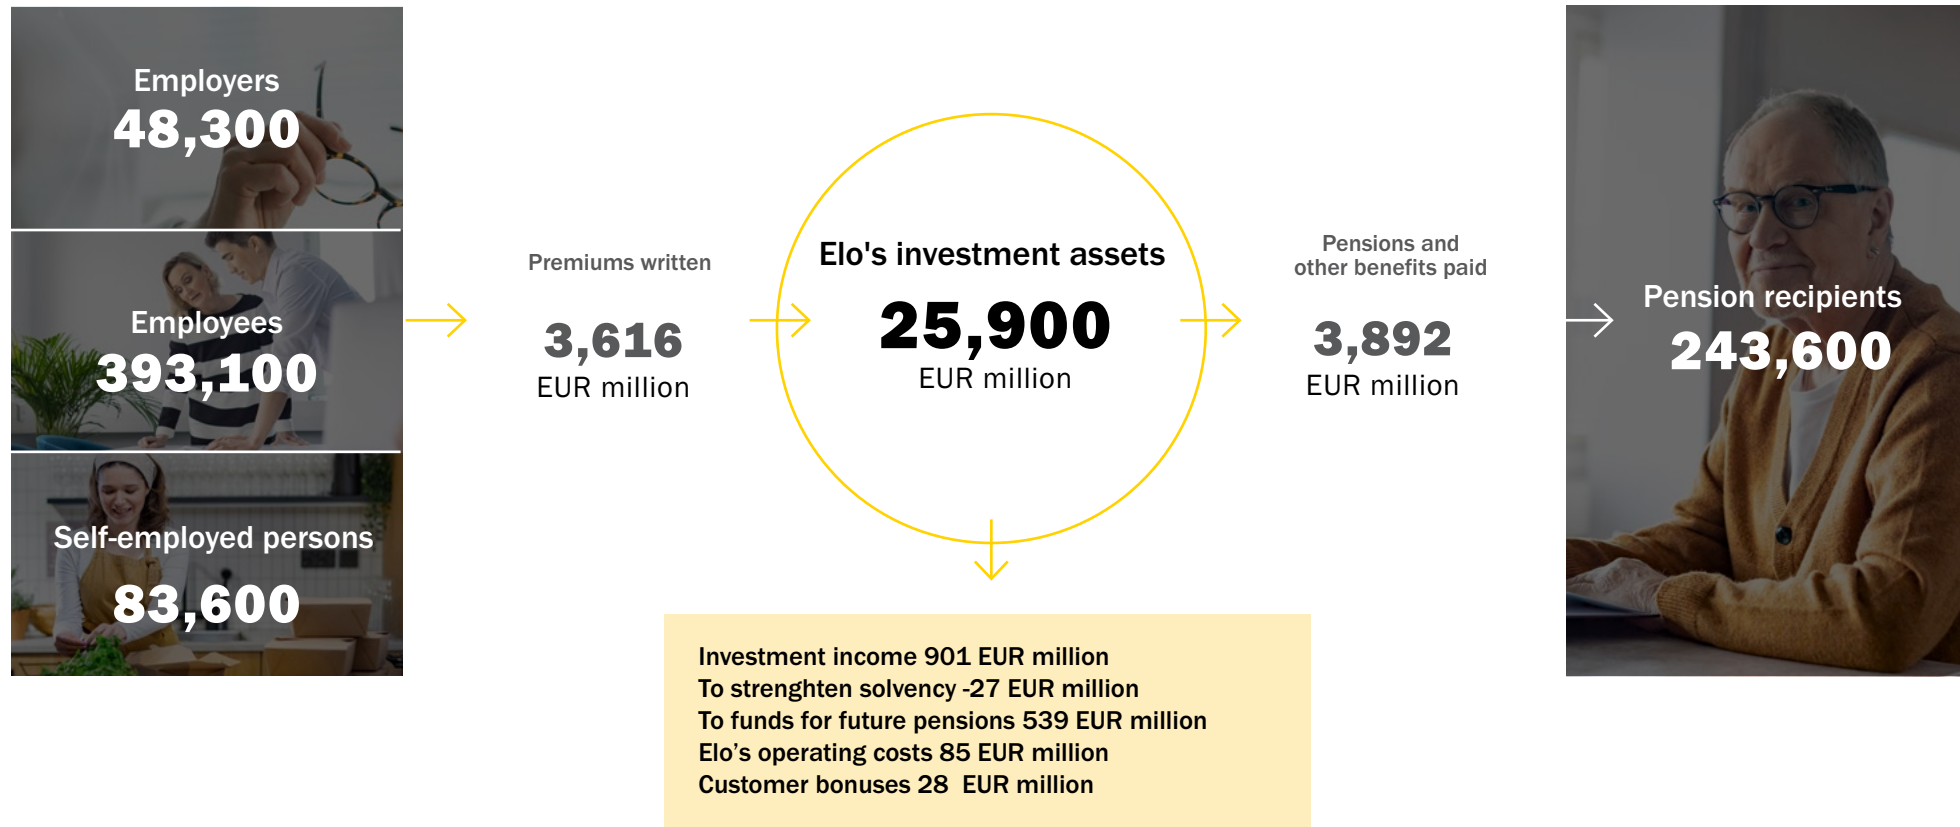 Employers
48,300
Employees
393,100
Self-employed persons
83,600
Premiums written
3,616
EUR million
Elo's investment assets
25,900
EUR million
Pensions and
other benefits paid
3,892
EUR million
Pension recipients
243,600
Investment income 901 EUR million
To strenghten solvency -27 EUR million
To funds for future pensions 539 EUR million
Elo’s operating costs 85 EUR million
Customer bonuses 28  EUR million